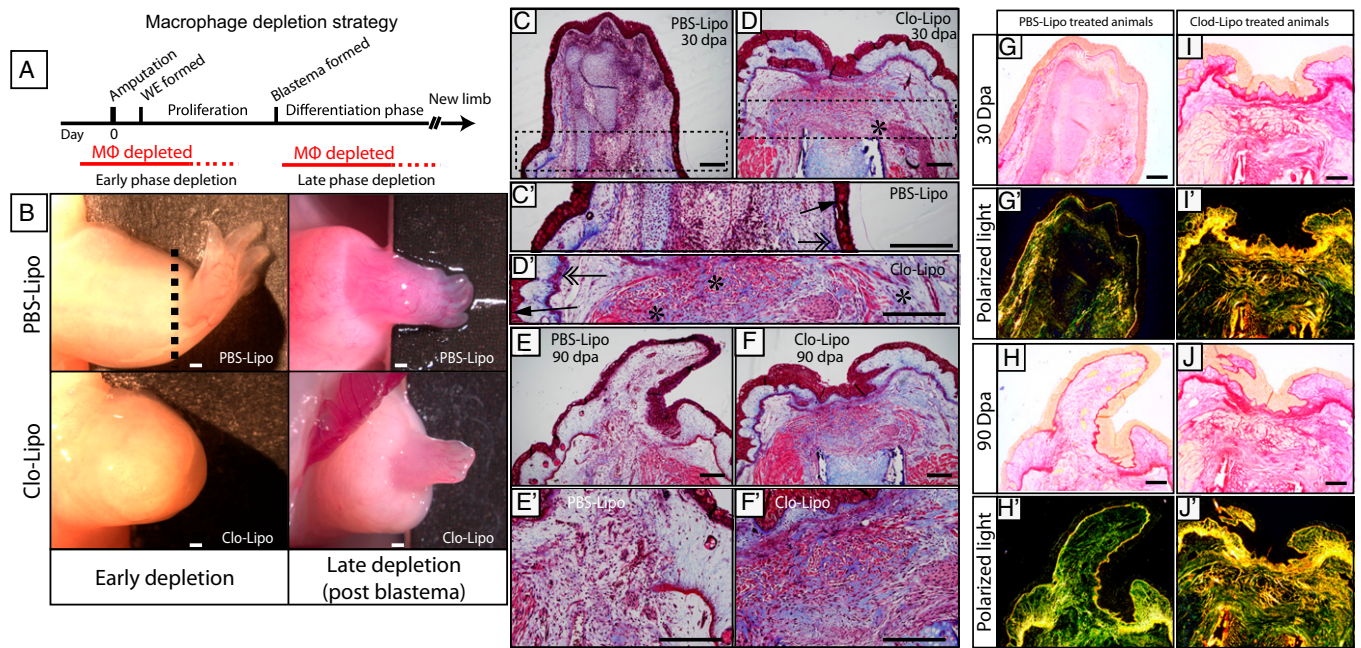 Macrophage depletion strategy
A
Amputation
WE formed
Blastema formed
Proliferation
Differentiation phase
New limb
Day
0
MΦ depleted
MΦ depleted
Early phase depletion
Late phase depletion
B
PBS-Lipo
PBS-Lipo
PBS-Lipo
Clo-Lipo
Clo-Lipo
Clo-Lipo
Early depletion
Late depletion
(post blastema)
C
PBS-Lipo
30 dpa
D
Clo-Lipo
30 dpa
*
C'
PBS-Lipo
D'
Clo-Lipo
* * *
E
PBS-Lipo
90 dpa
F
Clo-Lipo
90 dpa
E'
PBS-Lipo
F'
Clo-Lipo
PBS-Lipo treated animals
Clod-Lipo treated animals
30 Dpa
G
WE
I
Polarized light
G'
I'
90 Dpa
H
J
Polarized light
H'
J'